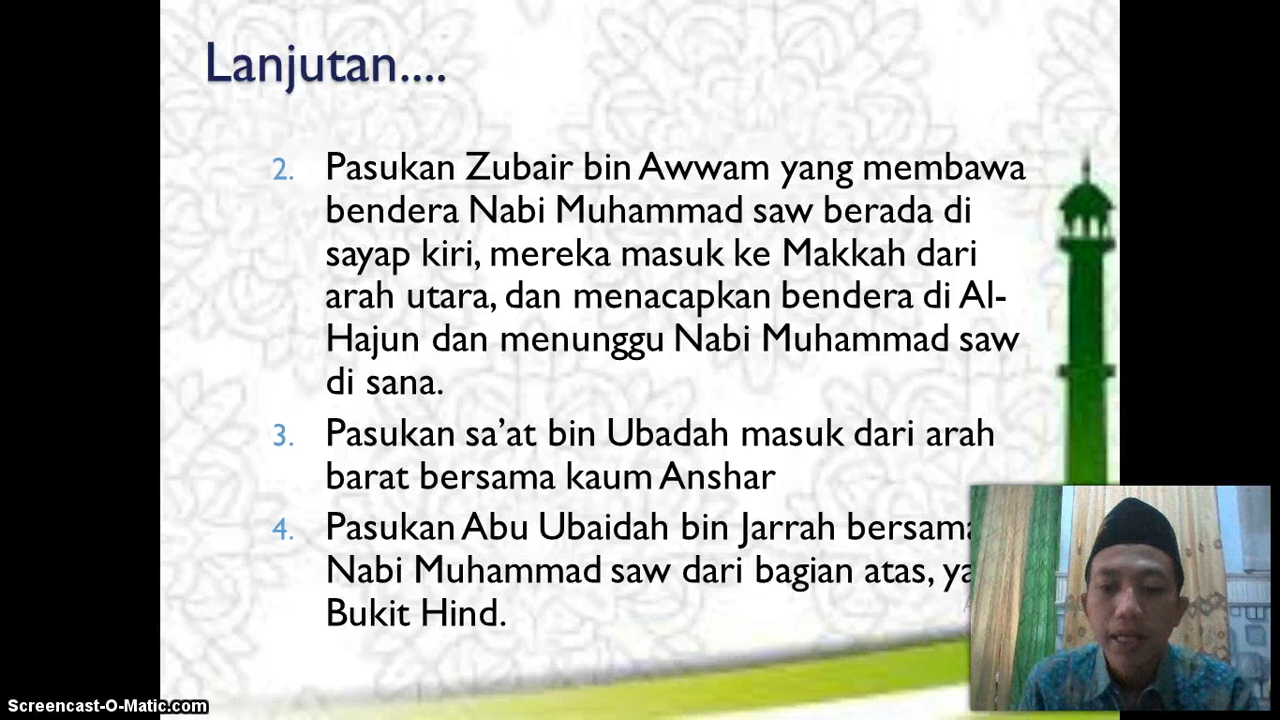 Lanjutan....
2. Pasukan Zubair bin Awwam yang membawa
bendera Nabi Muhammad saw berada di
sayap kiri, mereka masuk ke Makkah dari
arah utara, dan menacapkan bendera di Al-
Hajun dan menunggu Nabi Muhammad saw
di sana.
3. Pasukan sa’at bin Ubadah masuk dari arah
barat bersama kaum Anshar
4. Pasukan Abu Ubaidah bin Jarrah bersama
Nabi Muhammad saw dari bagian atas,
Bukit Hind.
Screencast-O-Matic.com